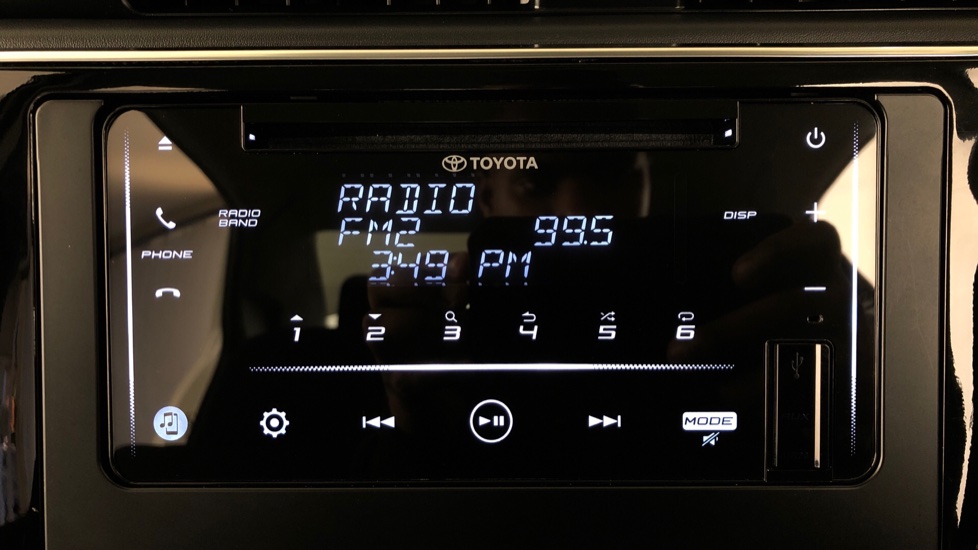 TOYOTA
RADIO
RADIO BAND
FM2 99.5
DISP
3:49 PM
PHONE
1 2 3 4 5 6
MODE